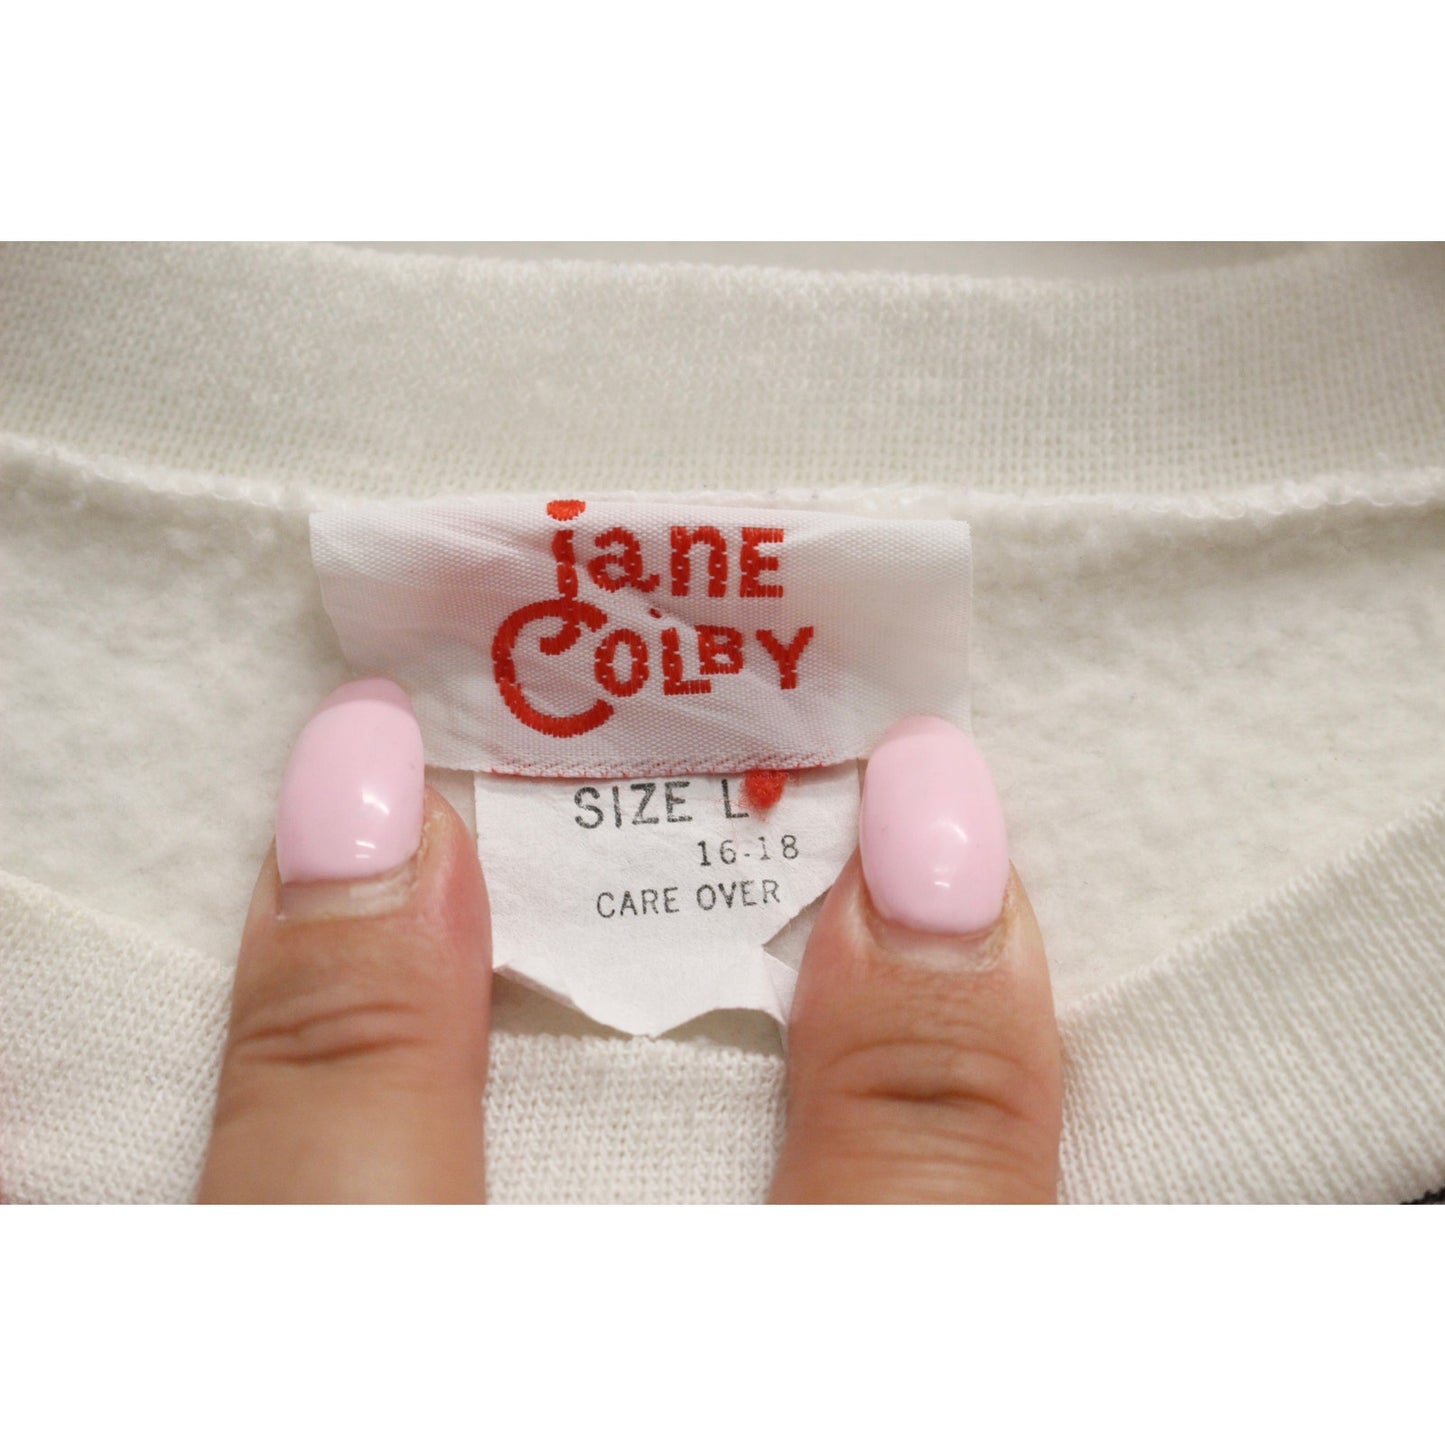 jane
Colby
SIZE L
16-18
CARE OVER